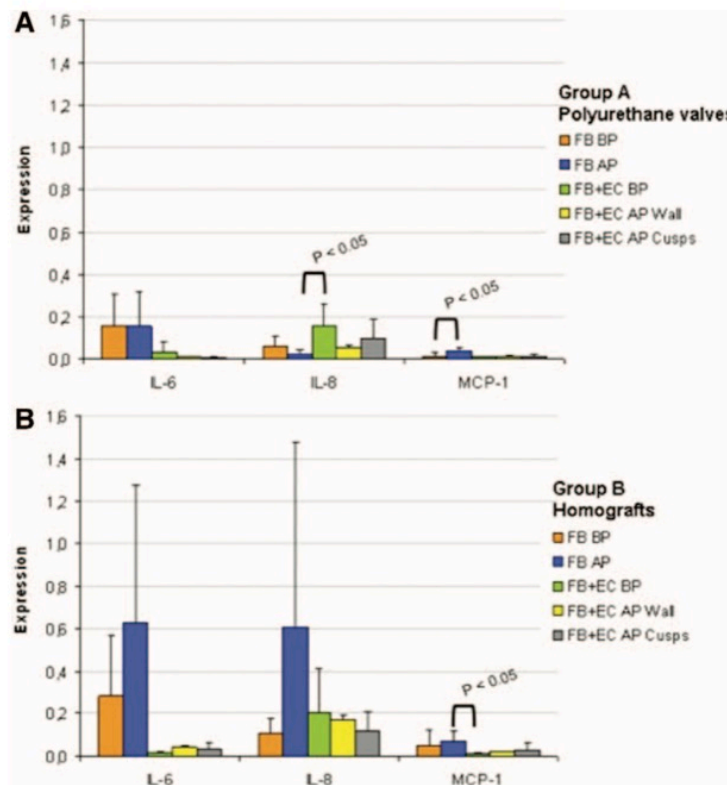 A
1,6
1,4
1,2
1,0
0,8
0,6
0,4
0,2
0,0
Expression
P < 0.05
P < 0.05
IL-6
IL-8
MCP-1
Group A
Polyurethane valves
FB BP
FB AP
FB+EC BP
FB+EC AP Wall
FB+EC AP Cusps
B
1,6
1,4
1,2
1,0
0,8
0,6
0,4
0,2
0,0
Expression
P < 0.05
IL-6
IL-8
MCP-1
Group B
Homografts
FB BP
FB AP
FB+EC BP
FB+EC AP Wall
FB+EC AP Cusps